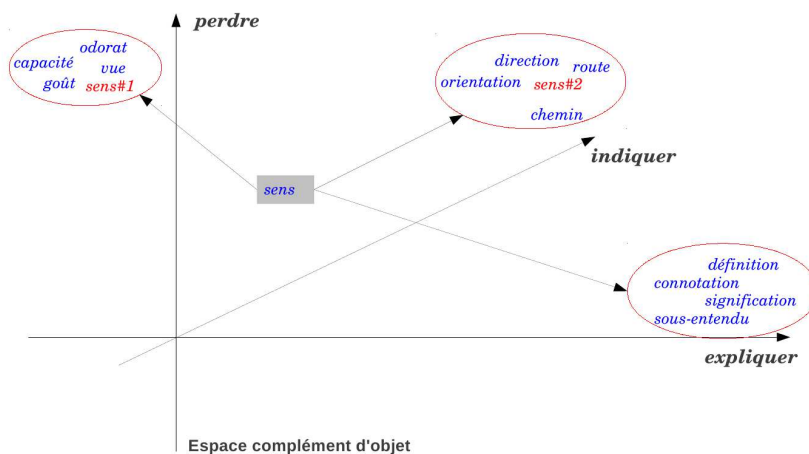 perdre
odorat
capacité vue
goût sens#1
direction route
orientation sens#2
chemin
indiquer
sens
définition
connotation
signification
sous-entendu
expliquer
Espace complément d'objet